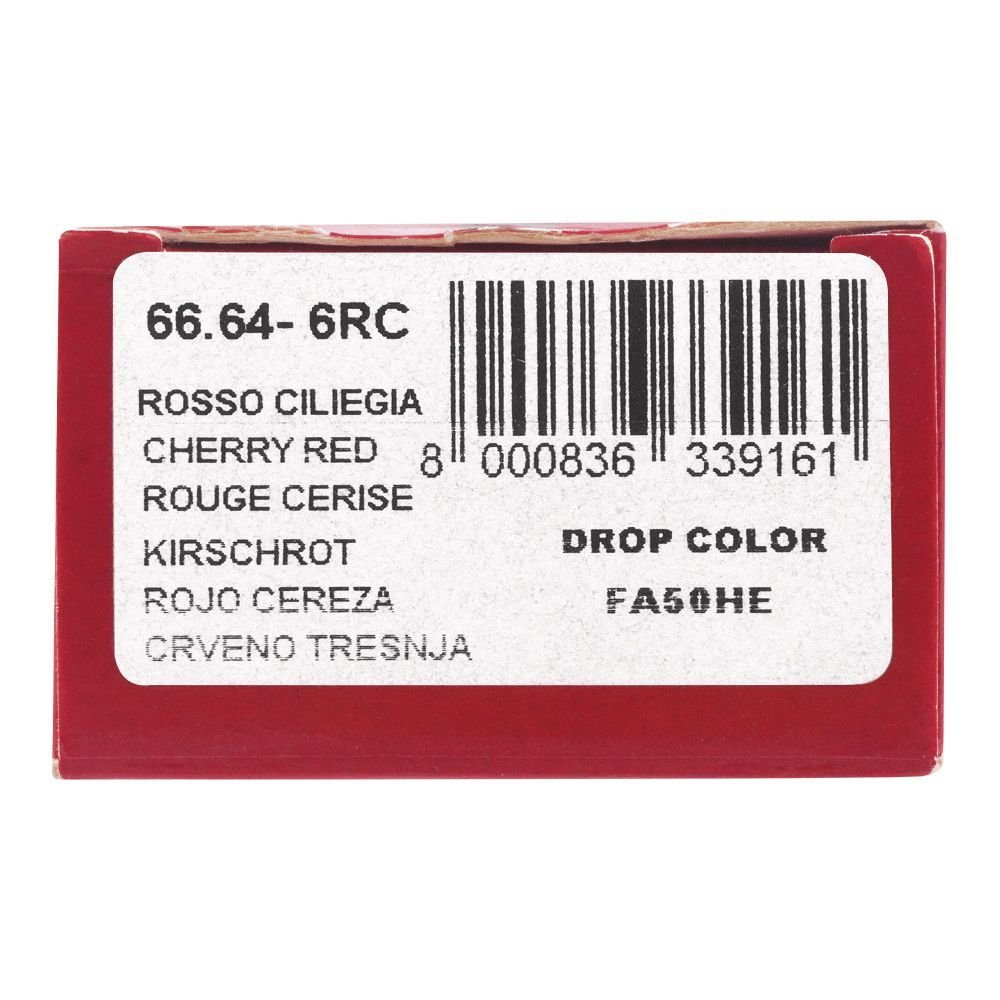 66.64- 6RC
ROSSO CILIEGIA
CHERRY RED
ROUGE CERISE
KIRSCHROT
ROJO CEREZA
CRVENO TRESNJA
8 000836 339161
DROP COLOR
FA50HE